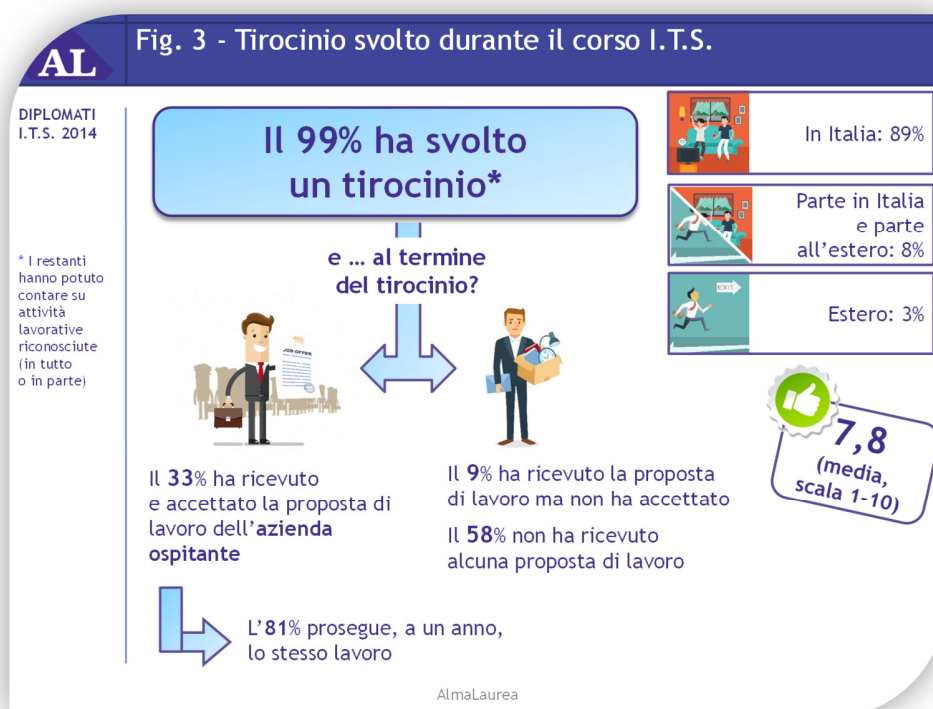 AL
Fig. 3 - Tirocinio svolto durante il corso I.T.S.
DIPLOMATI
I.T.S. 2014
* I restanti
hanno potuto
contare su
attività
lavorative
riconosciute
(in tutto
o in parte)
Il 99% ha svolto
un tirocinio*
e ... al termine
del tirocinio?
JOB OFFER
Il 33% ha ricevuto
e accettato la proposta di
lavoro dell'azienda
ospitante
Il 9% ha ricevuto la proposta
di lavoro ma non ha accettato
Il 58% non ha ricevuto
alcuna proposta di lavoro
L'81% prosegue, a un anno,
lo stesso lavoro
In Italia: 89%
Parte in Italia
e parte
all'estero: 8%
EXIT
Estero: 3%
7,8
(media,
scala 1-10)
AlmaLaurea